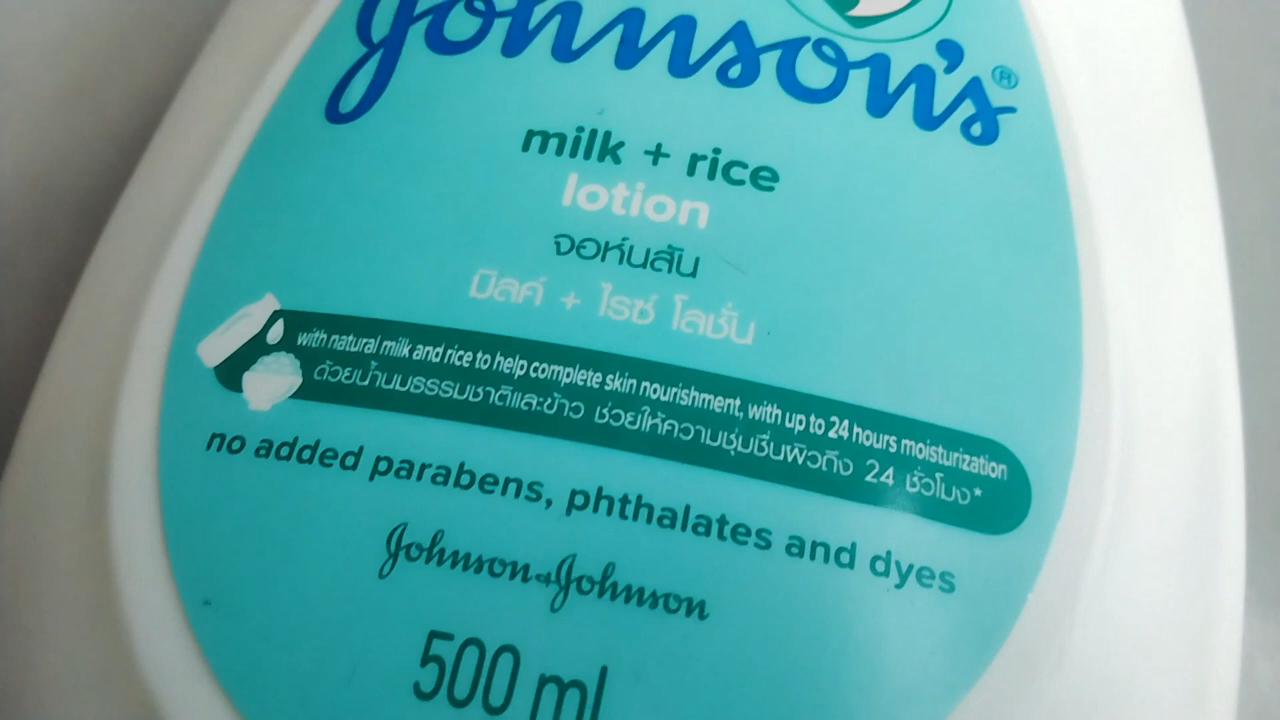 Johnson's®
milk + rice
lotion
จอห์นสัน
มิลค์ + ไรซ์ โลชั่น
with natural milk and rice to help complete skin nourishment, with up to 24 hours moisturization
ด้วยน้ำนมธรรมชาติและข้าว ช่วยให้ความชุ่มชื่นผิวถึง 24 ชั่วโมง*
no added parabens, phthalates and dyes
Johnson & Johnson
500 ml